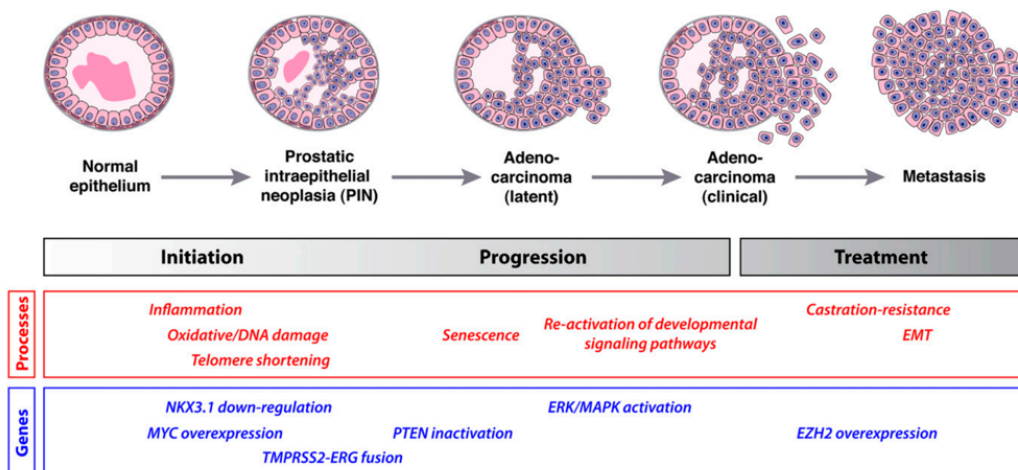 Normal
epithelium
Prostatic
intraepithelial
neoplasia (PIN)
Adeno-
carcinoma
(latent)
Adeno-
carcinoma
(clinical)
Metastasis
Initiation
Progression
Treatment
Processes
Inflammation
Oxidative/DNA damage
Telomere shortening
Senescence
Re-activation of developmental
signaling pathways
Castration-resistance
EMT
Genes
NKX3.1 down-regulation
MYC overexpression
TMPRSS2-ERG fusion
PTEN inactivation
ERK/MAPK activation
EZH2 overexpression